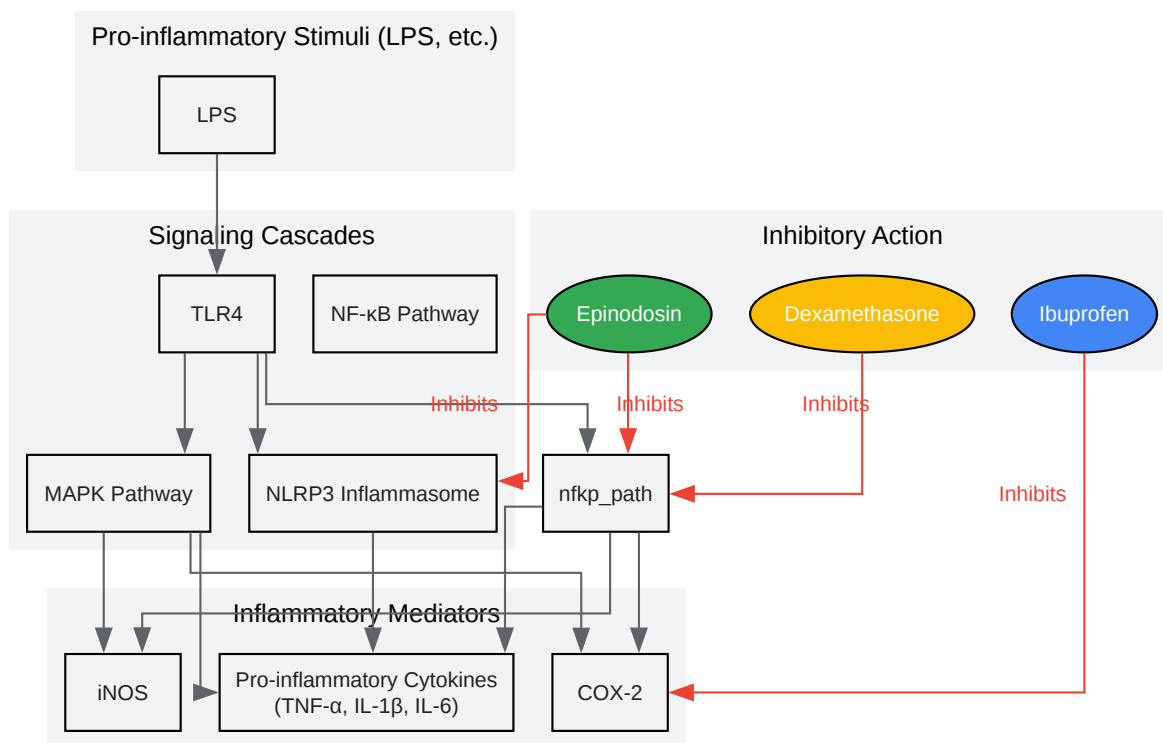 Pro-inflammatory Stimuli (LPS, etc.)
LPS
Signaling Cascades
Inhibitory Action
TLR4
NF-κB Pathway
Epinodosin
Dexamethasone
Ibuprofen
Inhibits
Inhibits
Inhibits
MAPK Pathway
NLRP3 Inflammasome
nfkp_path
Inhibits
Inflammatory Mediators
iNOS
Pro-inflammatory Cytokines
(TNF-α, IL-1β, IL-6)
COX-2